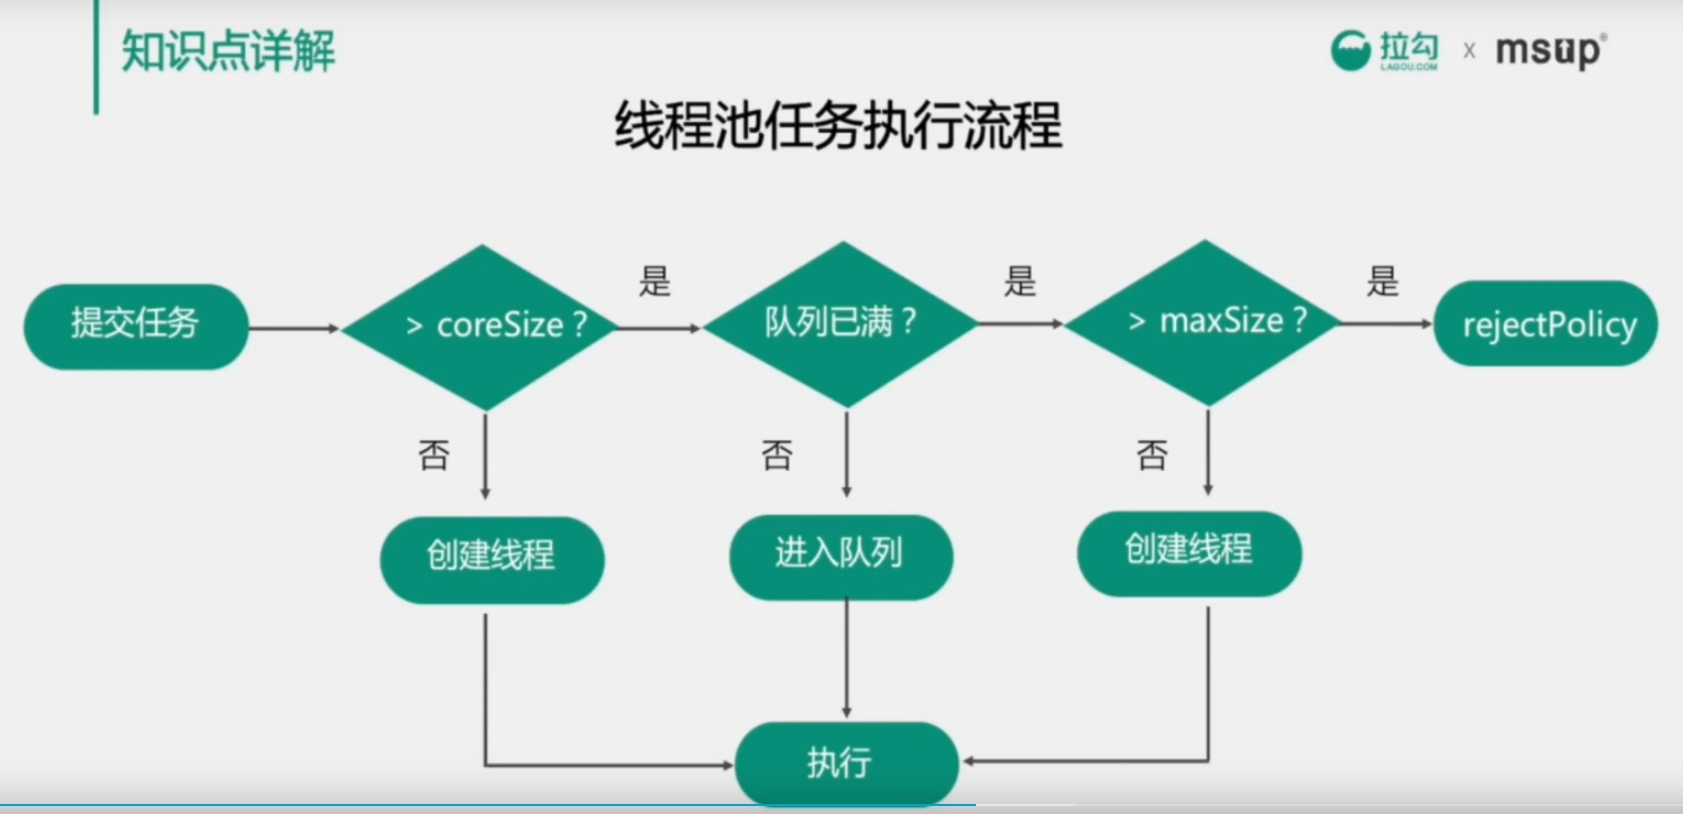 知识点详解
拉勾
LAGOU.COM
x
msup®
线程池任务执行流程
提交任务
> coreSize？
是
队列已满？
是
> maxSize？
是
rejectPolicy
否
否
否
创建线程
进入队列
创建线程
执行